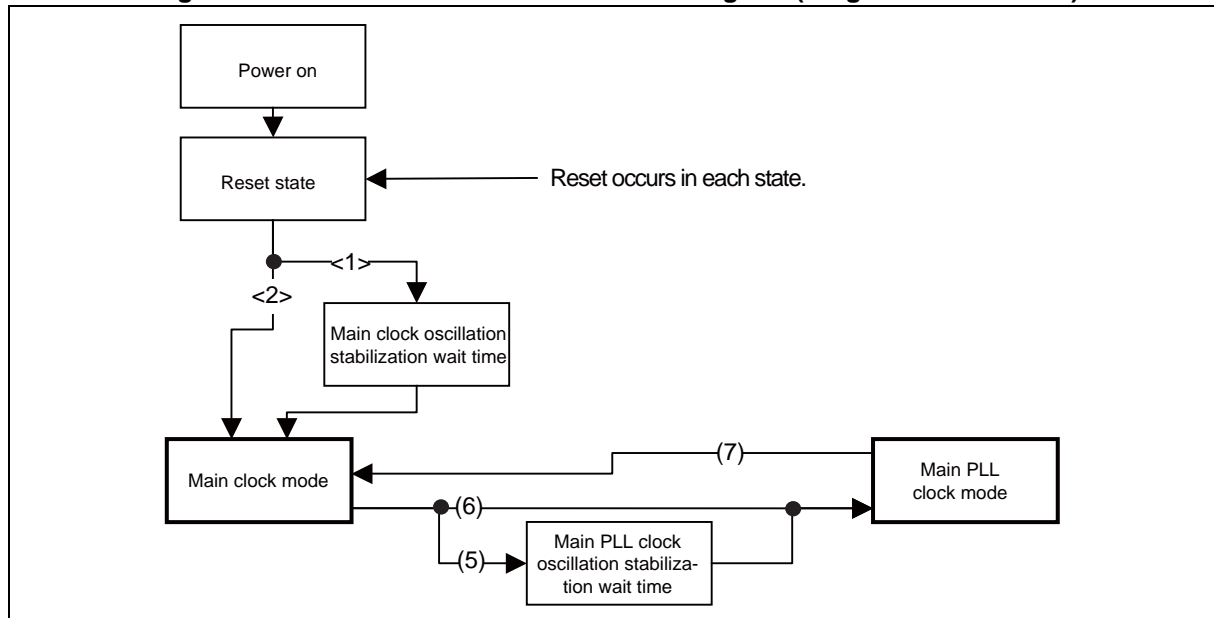 Power on
Reset state
Reset occurs in each state.
<1>
<2>
Main clock oscillation
stabilization wait time
Main clock mode
(7)
Main PLL
clock mode
(6)
(5)
Main PLL clock
oscillation stabiliza-
tion wait time